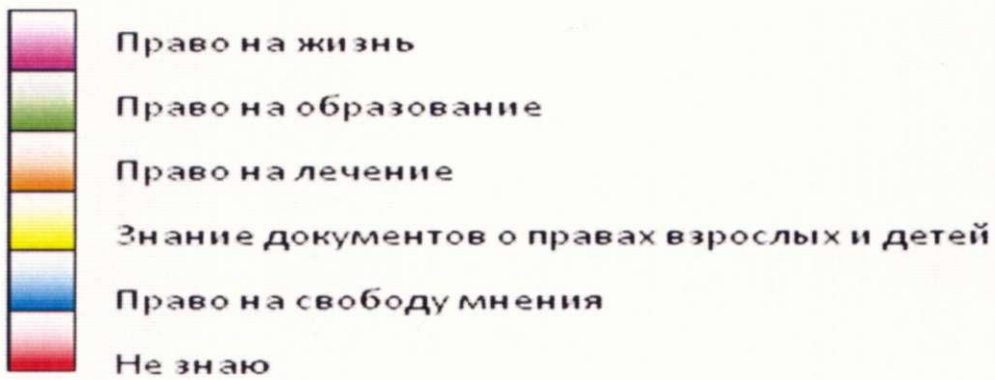 Право на жизнь
Право на образование
Право на лечение
Знание документов о правах взрослых и детей
Право на свободу мнения
Не знаю